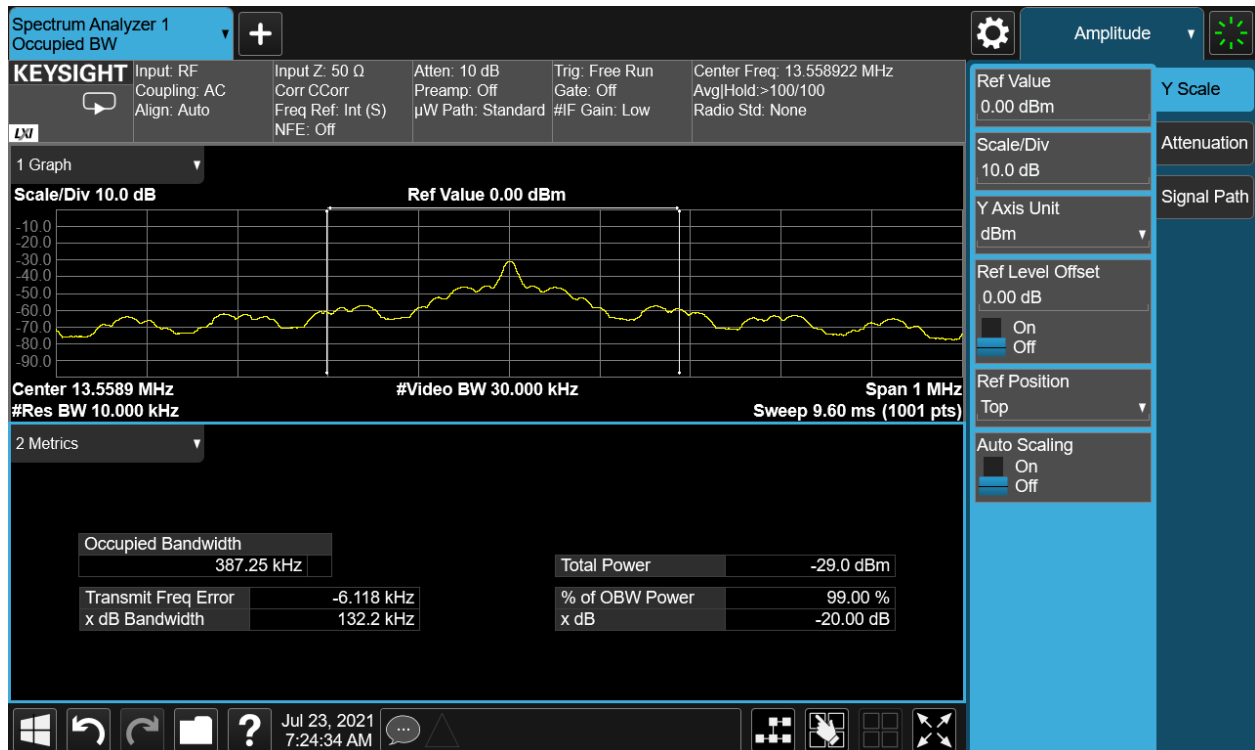 Spectrum Analyzer 1
Occupied BW
Amplitude
KEYSIGHT
LXI
Input: RF
Coupling: AC
Align: Auto
Input Z: 50 Ω
Corr CCorr
Freq Ref: Int (S)
NFE: Off
Atten: 10 dB
Preamp: Off
µW Path: Standard
Trig: Free Run
Gate: Off
#IF Gain: Low
Center Freq: 13.558922 MHz
Avg|Hold:>100/100
Radio Std: None
1 Graph
Scale/Div 10.0 dB
Ref Value 0.00 dBm
-10.0
-20.0
-30.0
-40.0
-50.0
-60.0
-70.0
-80.0
-90.0
Center 13.5589 MHz
#Video BW 30.000 kHz
Span 1 MHz
#Res BW 10.000 kHz
Sweep 9.60 ms (1001 pts)
2 Metrics
Occupied Bandwidth
387.25 kHz
Transmit Freq Error -6.118 kHz
x dB Bandwidth 132.2 kHz
Total Power -29.0 dBm
% of OBW Power 99.00 %
x dB -20.00 dB
Ref Value
0.00 dBm
Scale/Div
10.0 dB
Y Axis Unit
dBm
Ref Level Offset
0.00 dB
On
Off
Ref Position
Top
Auto Scaling
On
Off
Y Scale
Attenuation
Signal Path
?
Jul 23, 2021
7:24:34 AM